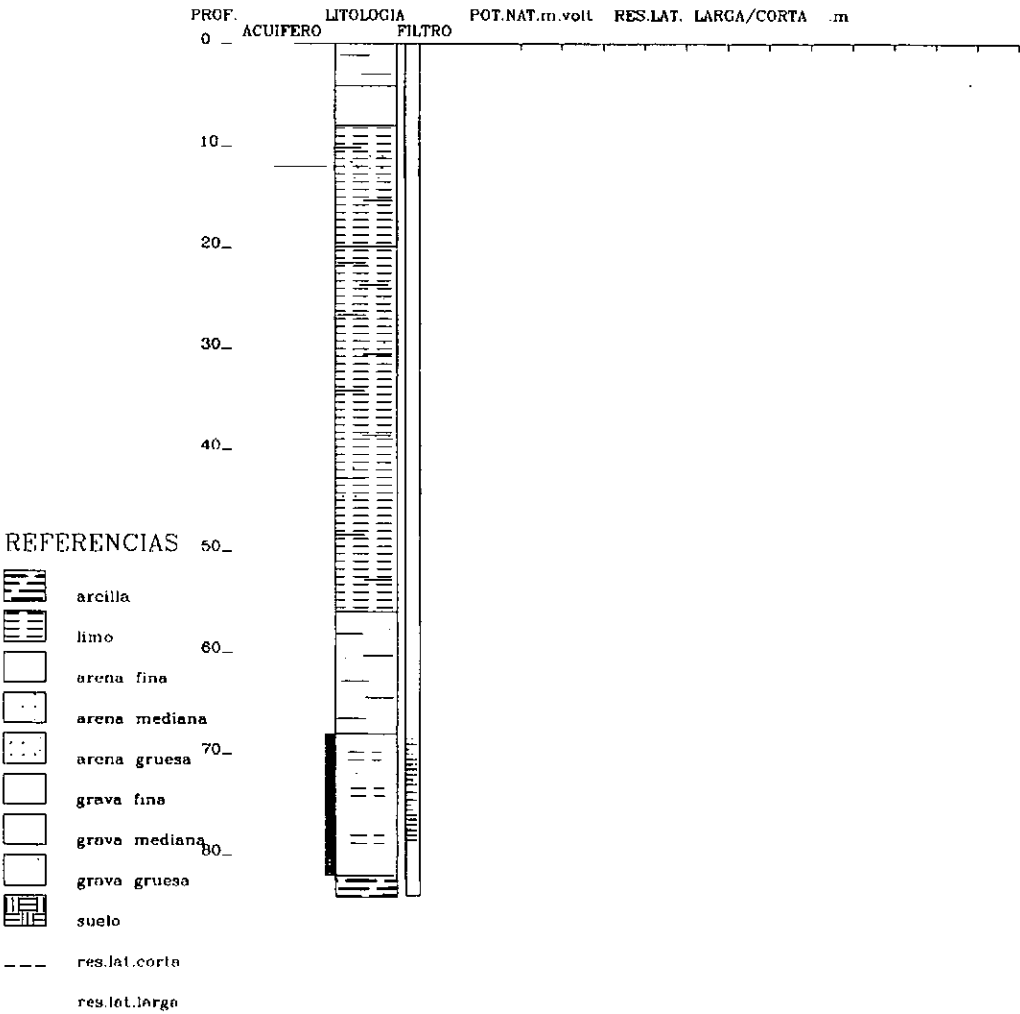 PROF. LITOLOGIA POT.NAT.m.volt RES.LAT. LARGA/CORTA .m
ACUIFERO FILTRO
0
10
20
30
40
50
60
70
80
REFERENCIAS
arcilla
limo
arena fina
arena mediana
arena gruesa
grava fina
grava mediana
grava gruesa
suelo
res.lat.corta
res.lat.larga